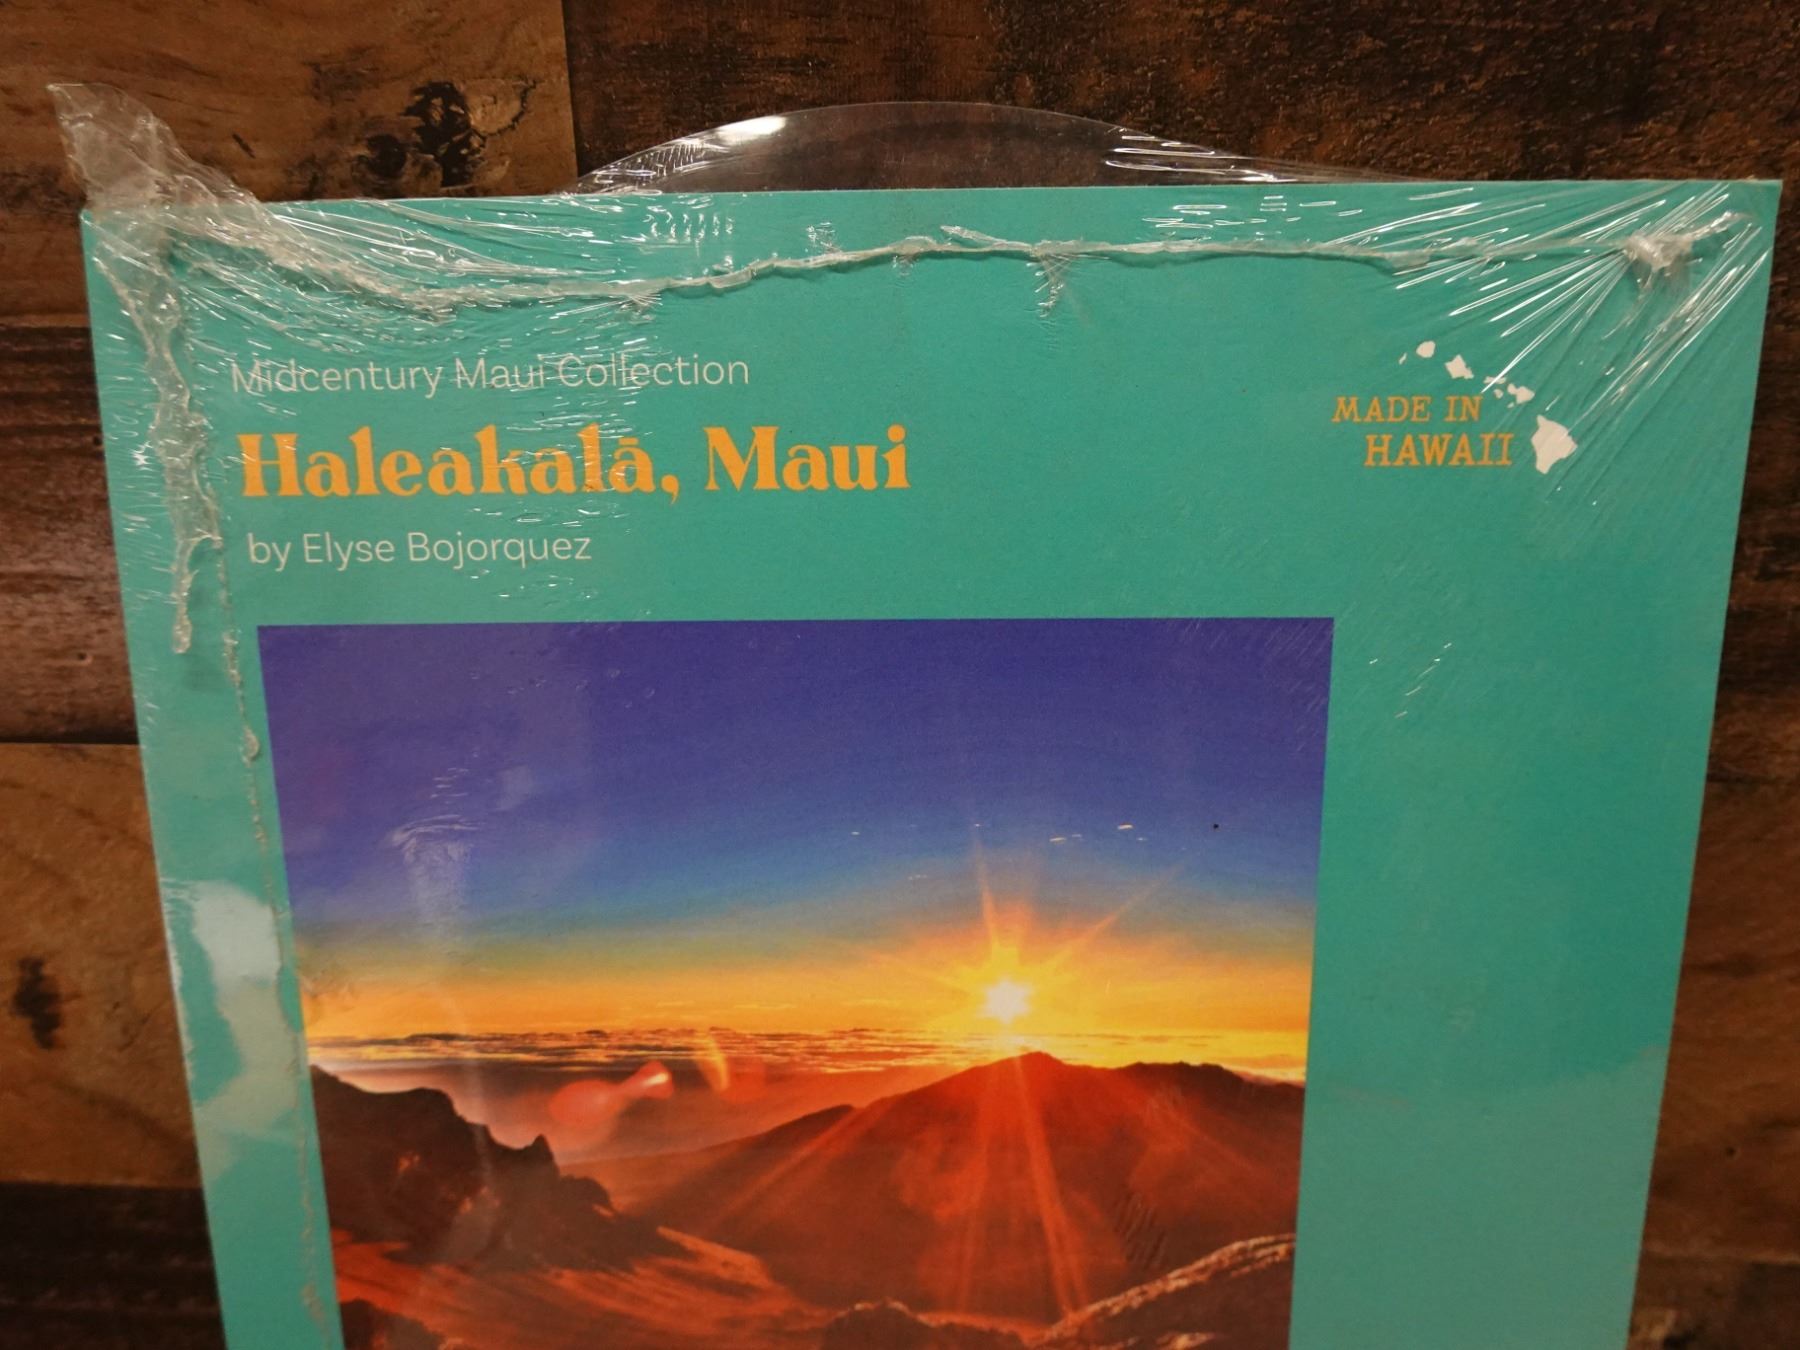 Midcentury Maui Collection
Haleakalā, Maui
by Elyse Bojorquez
MADE IN
HAWAII